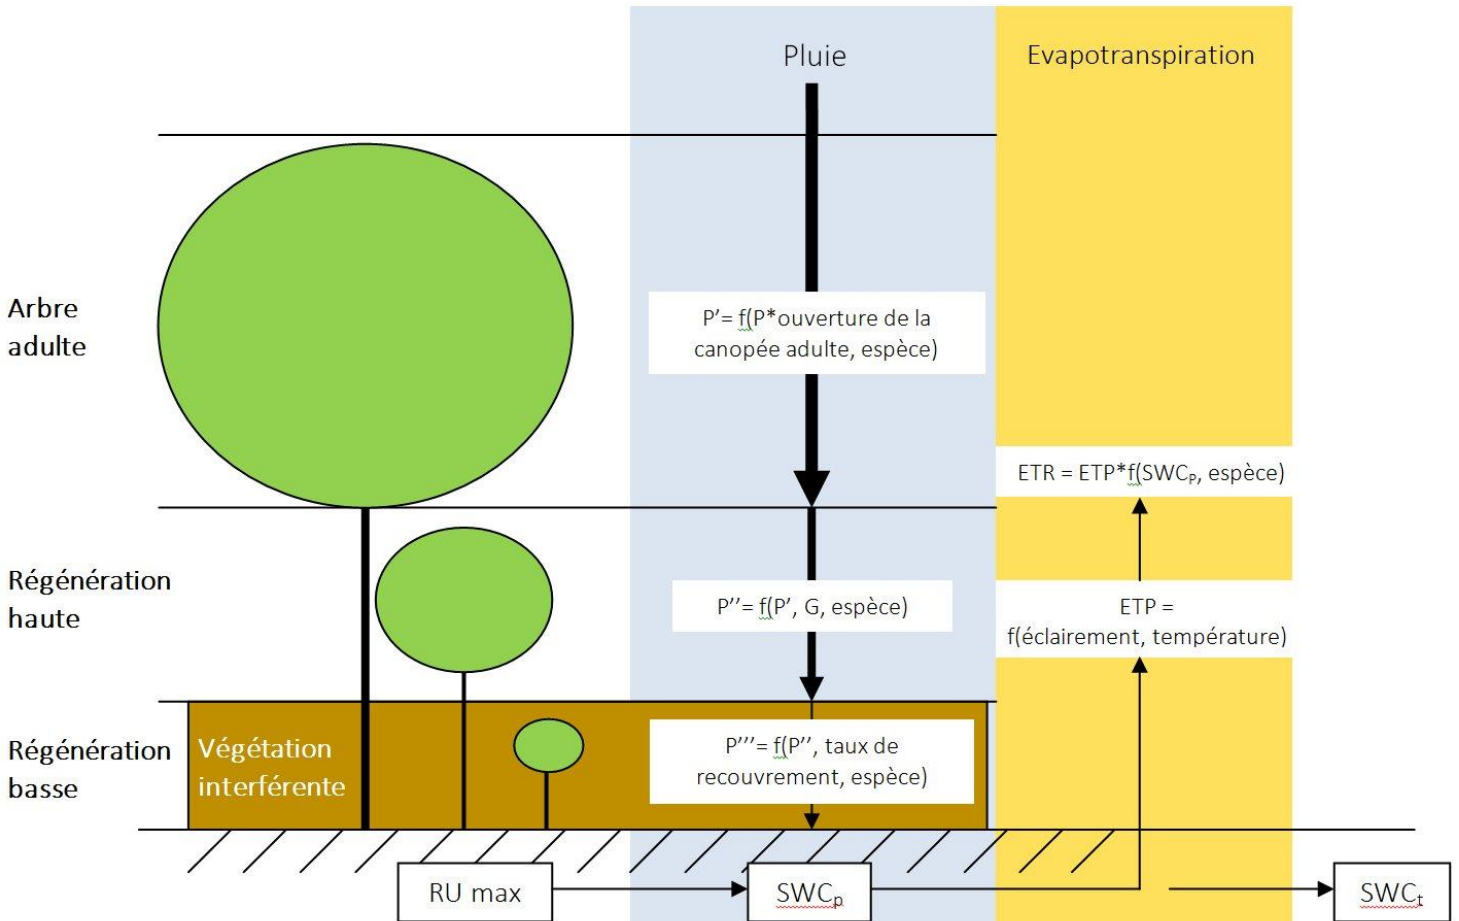 Pluie
Evapotranspiration
Arbre
adulte
P’= f(P*ouverture de la
canopée adulte, espèce)
ETR = ETP*f(SWCₚ, espèce)
Régénération
haute
P’’= f(P’, G, espèce)
ETP =
f(éclairement, température)
Régénération
basse
Végétation
interférente
P’’’= f(P’’, taux de
recouvrement, espèce)
RU max
SWCₚ
SWCₜ